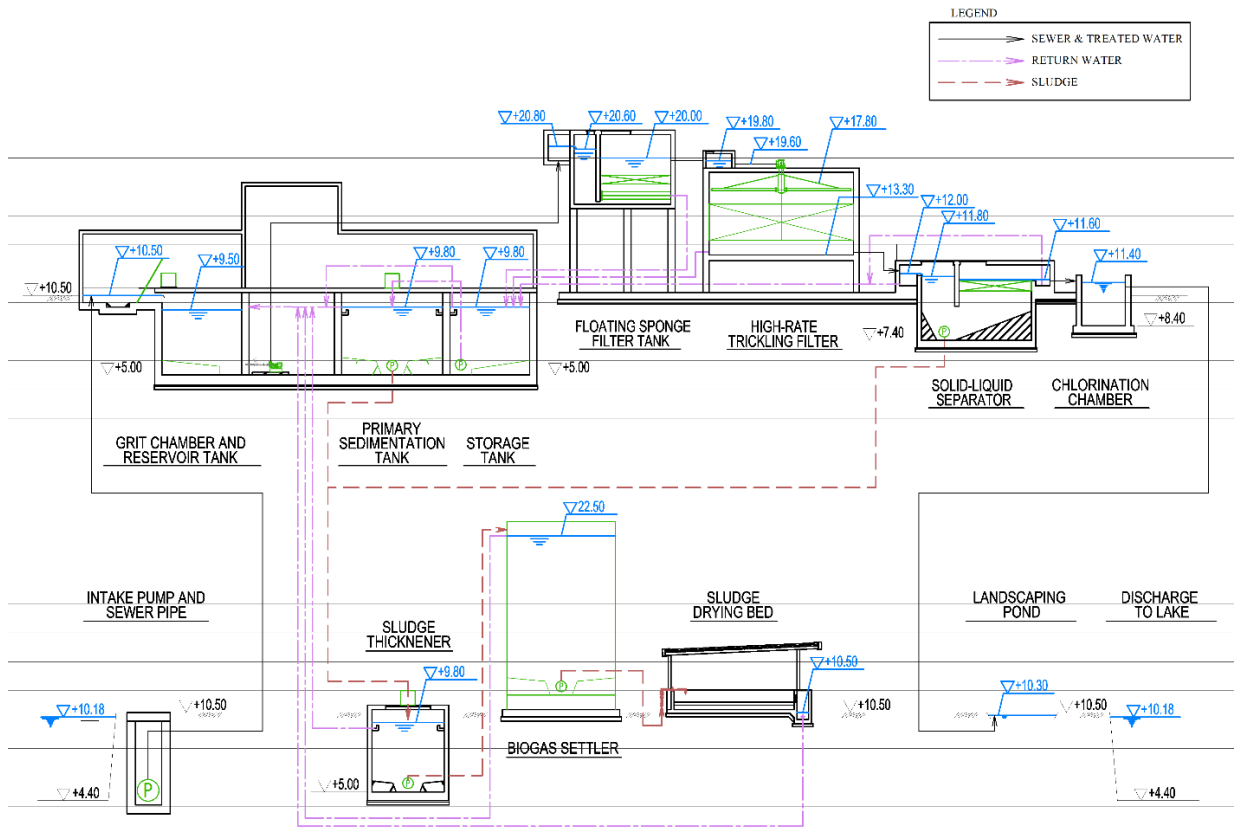 LEGEND
SEWER & TREATED WATER
RETURN WATER
SLUDGE
▽+20.80
▽+20.60
▽+20.00
▽+19.80
▽+17.80
▽+19.60
▽+13.30
▽+12.00
▽+11.80
▽+11.60
▽+11.40
▽+10.50
▽+9.50
▽+9.80
▽+9.80
▽+10.50
▽+8.40
▽+7.40
▽+5.00
▽+5.00
P
P
P
FLOATING SPONGE
FILTER TANK
HIGH-RATE
TRICKLING FILTER
SOLID-LIQUID
SEPARATOR
CHLORINATION
CHAMBER
GRIT CHAMBER AND
RESERVOIR TANK
PRIMARY
SEDIMENTATION
TANK
STORAGE
TANK
▽22.50
INTAKE PUMP AND
SEWER PIPE
SLUDGE
THICKNENER
SLUDGE
DRYING BED
LANDSCAPING
POND
DISCHARGE
TO LAKE
▽+9.80
▽+10.50
▽+10.30
▽+10.18
▽+10.50
▽+10.50
▽+10.50
▽+10.18
BIOGAS SETTLER
P
P
P
▽+5.00
▽+4.40
▽+4.40